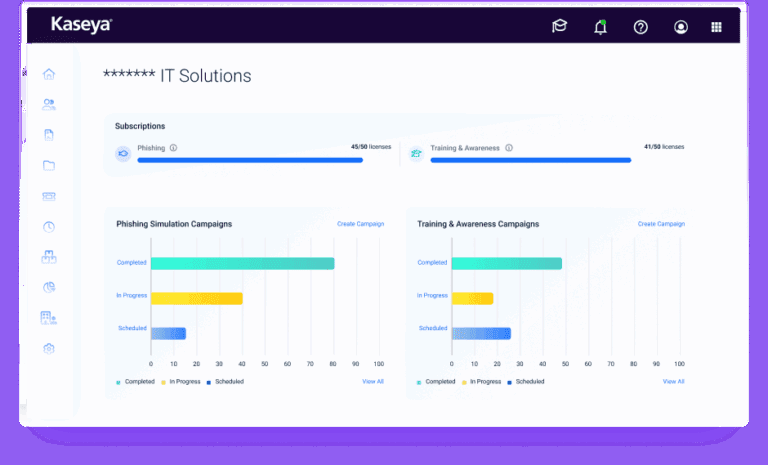 Kaseya
******* IT Solutions
Subscriptions
Phishing 45/50 licenses
Training & Awareness 41/50 licenses
Phishing Simulation Campaigns Create Campaign
Completed
In Progress
Scheduled
0 10 20 30 40 50 60 70 80 90 100
Completed In Progress Scheduled View All
Training & Awareness Campaigns Create Campaign
Completed
In Progress
Scheduled
0 10 20 30 40 50 60 70 80 90 100
Completed In Progress Scheduled View All